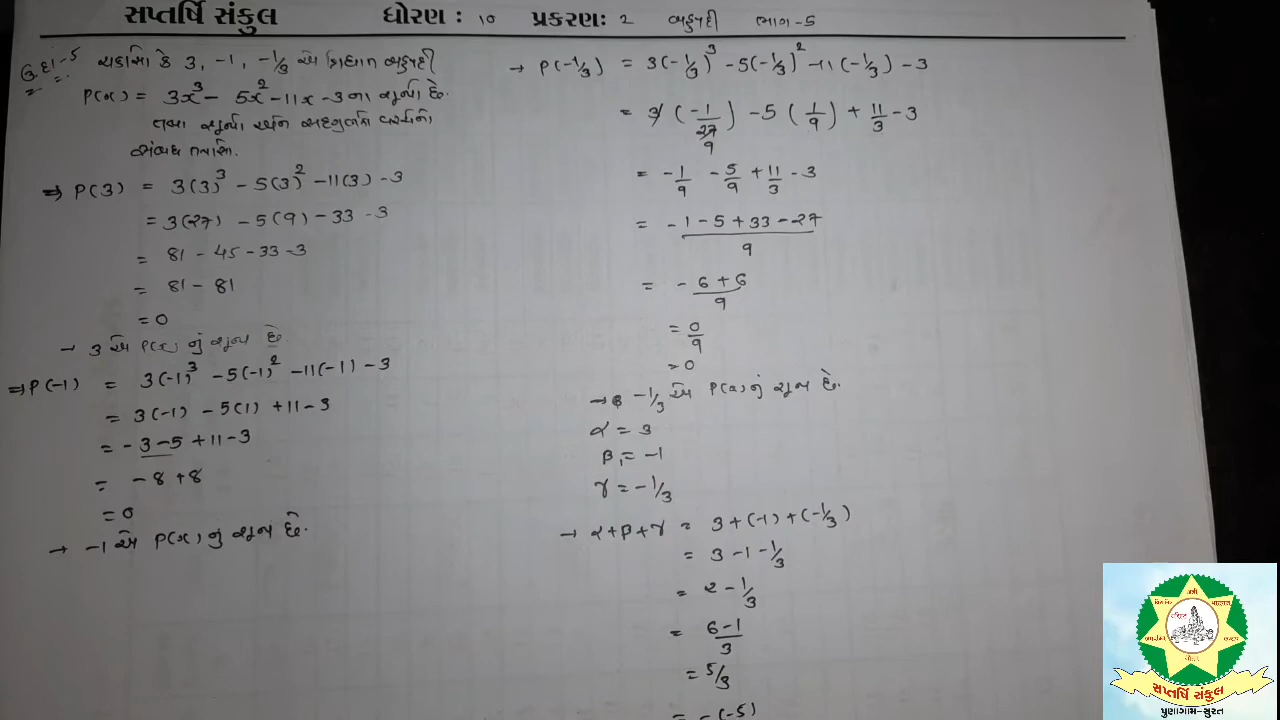 સપ્તર્ષિ સંકુલ ધોરણ : ૧૦ પ્રકરણ: 2 બહુપદી ભાગ-5
ઉદા-5 ચકાસો કે 3, -1, -1/3 એ ત્રિઘાત બહુપદી
P(x) = 3x³ - 5x² - 11x - 3 ના શૂન્યો છે.
તથા શૂન્યો અને સહગુણકો વચ્ચેનો
સંબંધ તપાસો.
⇒ P(3) = 3(3)³ - 5(3)² - 11(3) - 3
= 3(27) - 5(9) - 33 - 3
= 81 - 45 - 33 - 3
= 81 - 81
= 0
→ 3 એ P(x) નું શૂન્ય છે.
⇒ P(-1) = 3(-1)³ - 5(-1)² - 11(-1) - 3
= 3(-1) - 5(1) + 11 - 3
= -3 - 5 + 11 - 3
= -8 + 8
= 0
→ -1 એ P(x) નું શૂન્ય છે.
→ P(-1/3) = 3(-1/3)³ - 5(-1/3)² - 11(-1/3) - 3
= 3(-1/27) - 5(1/9) + 11/3 - 3
9
= -1/9 - 5/9 + 11/3 - 3
= -1 - 5 + 33 - 27 / 9
= -6 + 6 / 9
= 0/9
= 0
→ -1/3 એ P(x) નું શૂન્ય છે.
α = 3
β = -1
γ = -1/3
→ α + β + γ = 3 + (-1) + (-1/3)
= 3 - 1 - 1/3
= 2 - 1/3
= 6 - 1 / 3
= 5/3
= -(-5)
સપ્તર્ષિ સંકુલ
પુણાગામ-સુરત